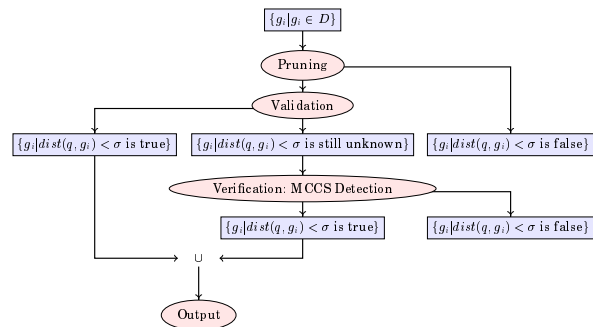 {g_i|g_i ∈ D}
Pruning
Validation
{g_i|dist(q, g_i) < σ is true}
{g_i|dist(q, g_i) < σ is still unknown}
{g_i|dist(q, g_i) < σ is false}
Verification: MCCS Detection
{g_i|dist(q, g_i) < σ is true}
{g_i|dist(q, g_i) < σ is false}
∪
Output